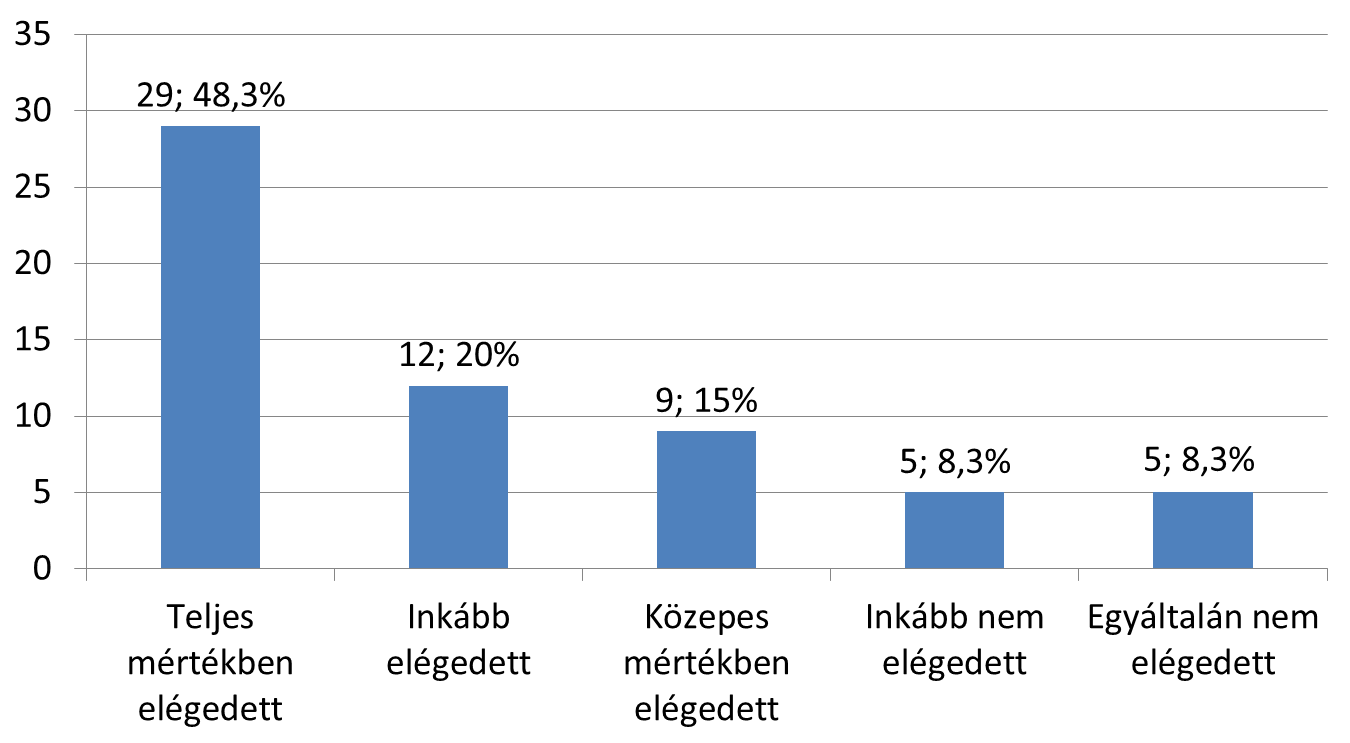 35
30
25
20
15
10
5
0
29; 48,3%
12; 20%
9; 15%
5; 8,3%
5; 8,3%
Teljes
mértékben
elégedett
Inkább
elégedett
Közepes
mértékben
elégedett
Inkább nem
elégedett
Egyáltalán nem
elégedett